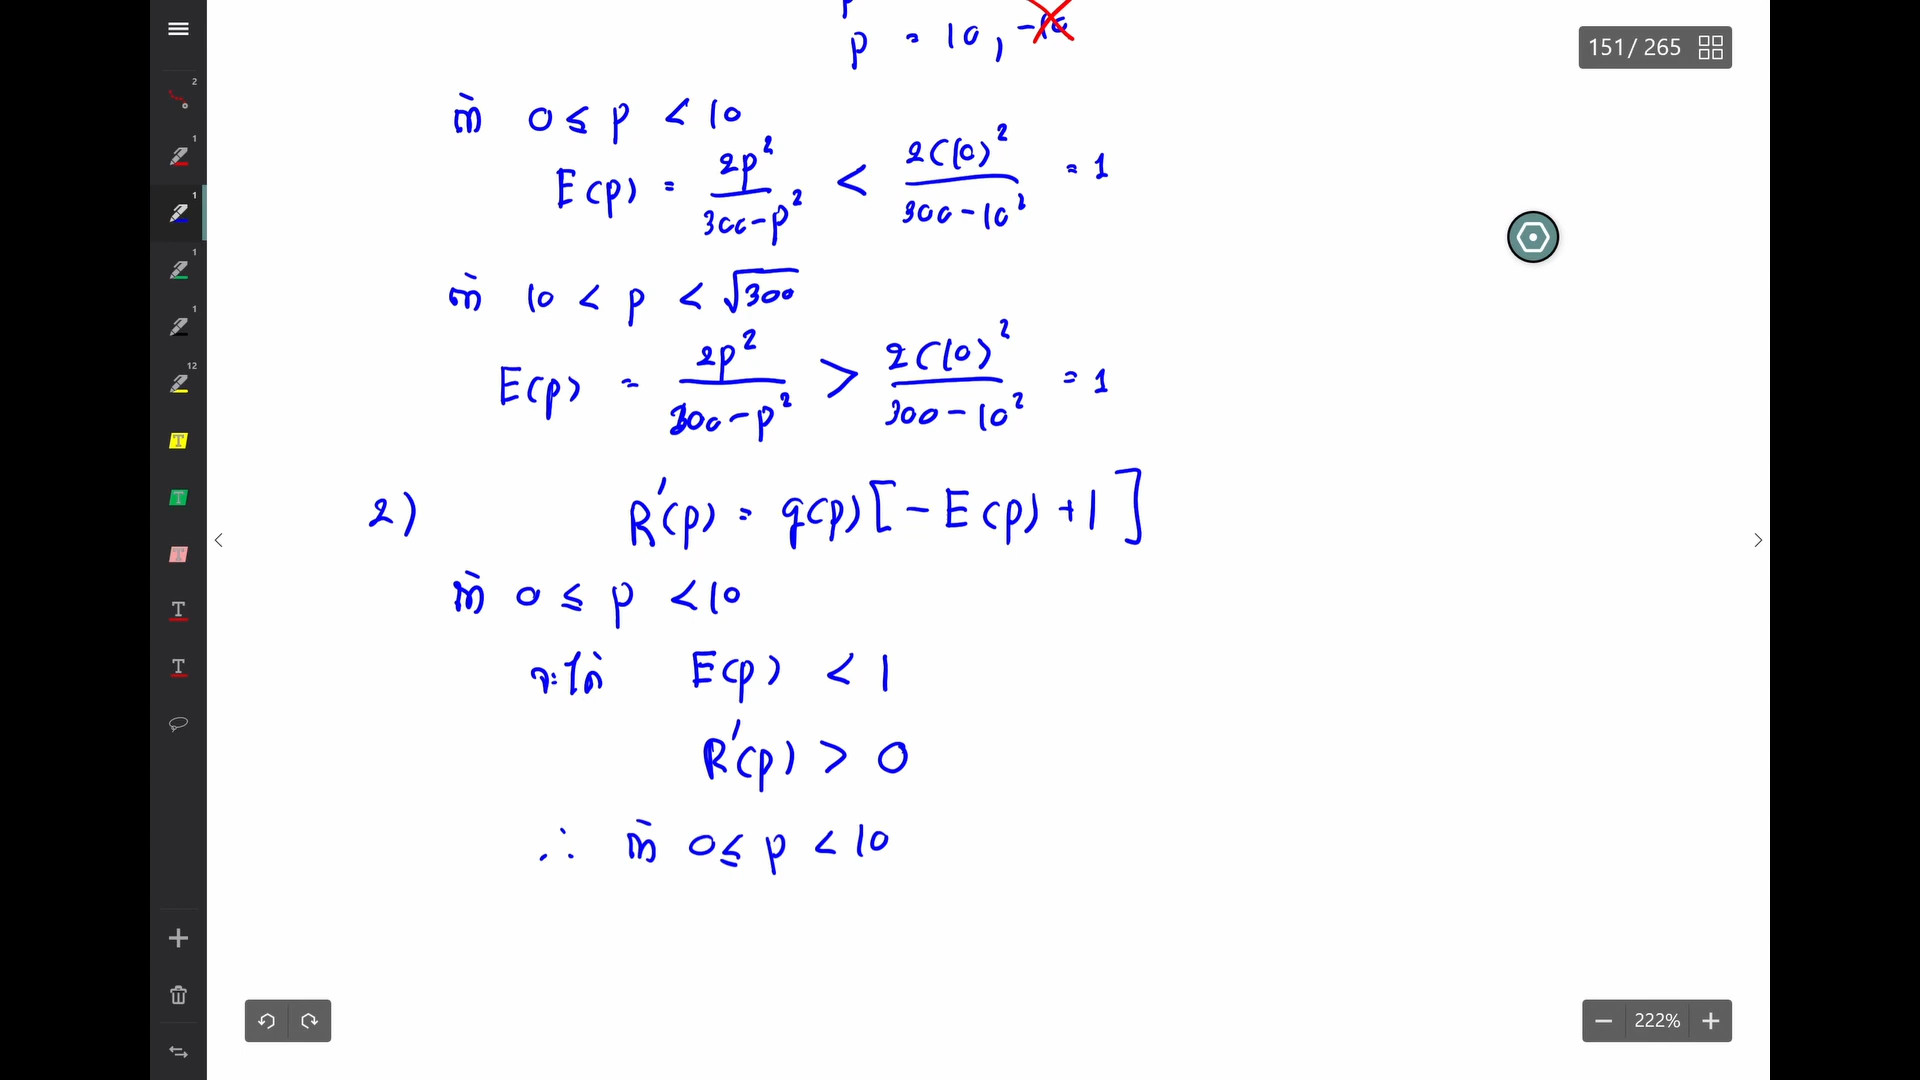 p = 10, -10
151/ 265
ถ้า 0 ≤ p < 10
E(p) = 2p²/(300-p²) < 2(10)²/(300-10²) = 1
ถ้า 10 < p < √300
E(p) = 2p²/(300-p²) > 2(10)²/(300-10²) = 1
2) R'(p) = q(p)[-E(p)+1]
ถ้า 0 ≤ p < 10
จะได้ E(p) < 1
R'(p) > 0
∴ ถ้า 0 ≤ p < 10
222%